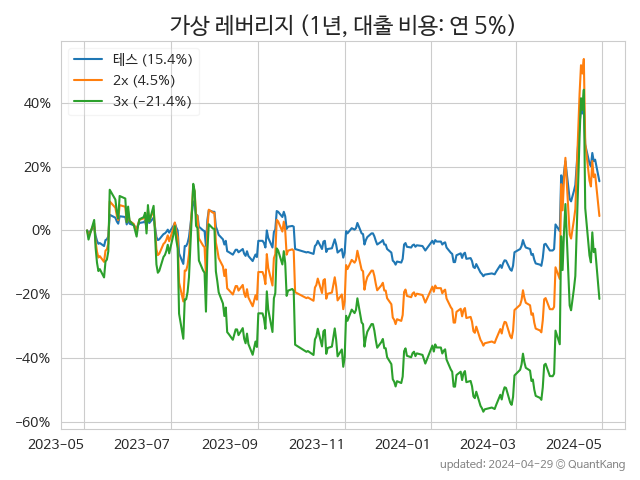 가상 레버리지 (1년, 대출 비용: 연 5%)
테스 (15.4%)
2x (4.5%)
3x (−21.4%)
40%
20%
0%
−20%
−40%
−60%
2023-05
2023-07
2023-09
2023-11
2024-01
2024-03
2024-05
updated: 2024-04-29 ⓒ QuantKang